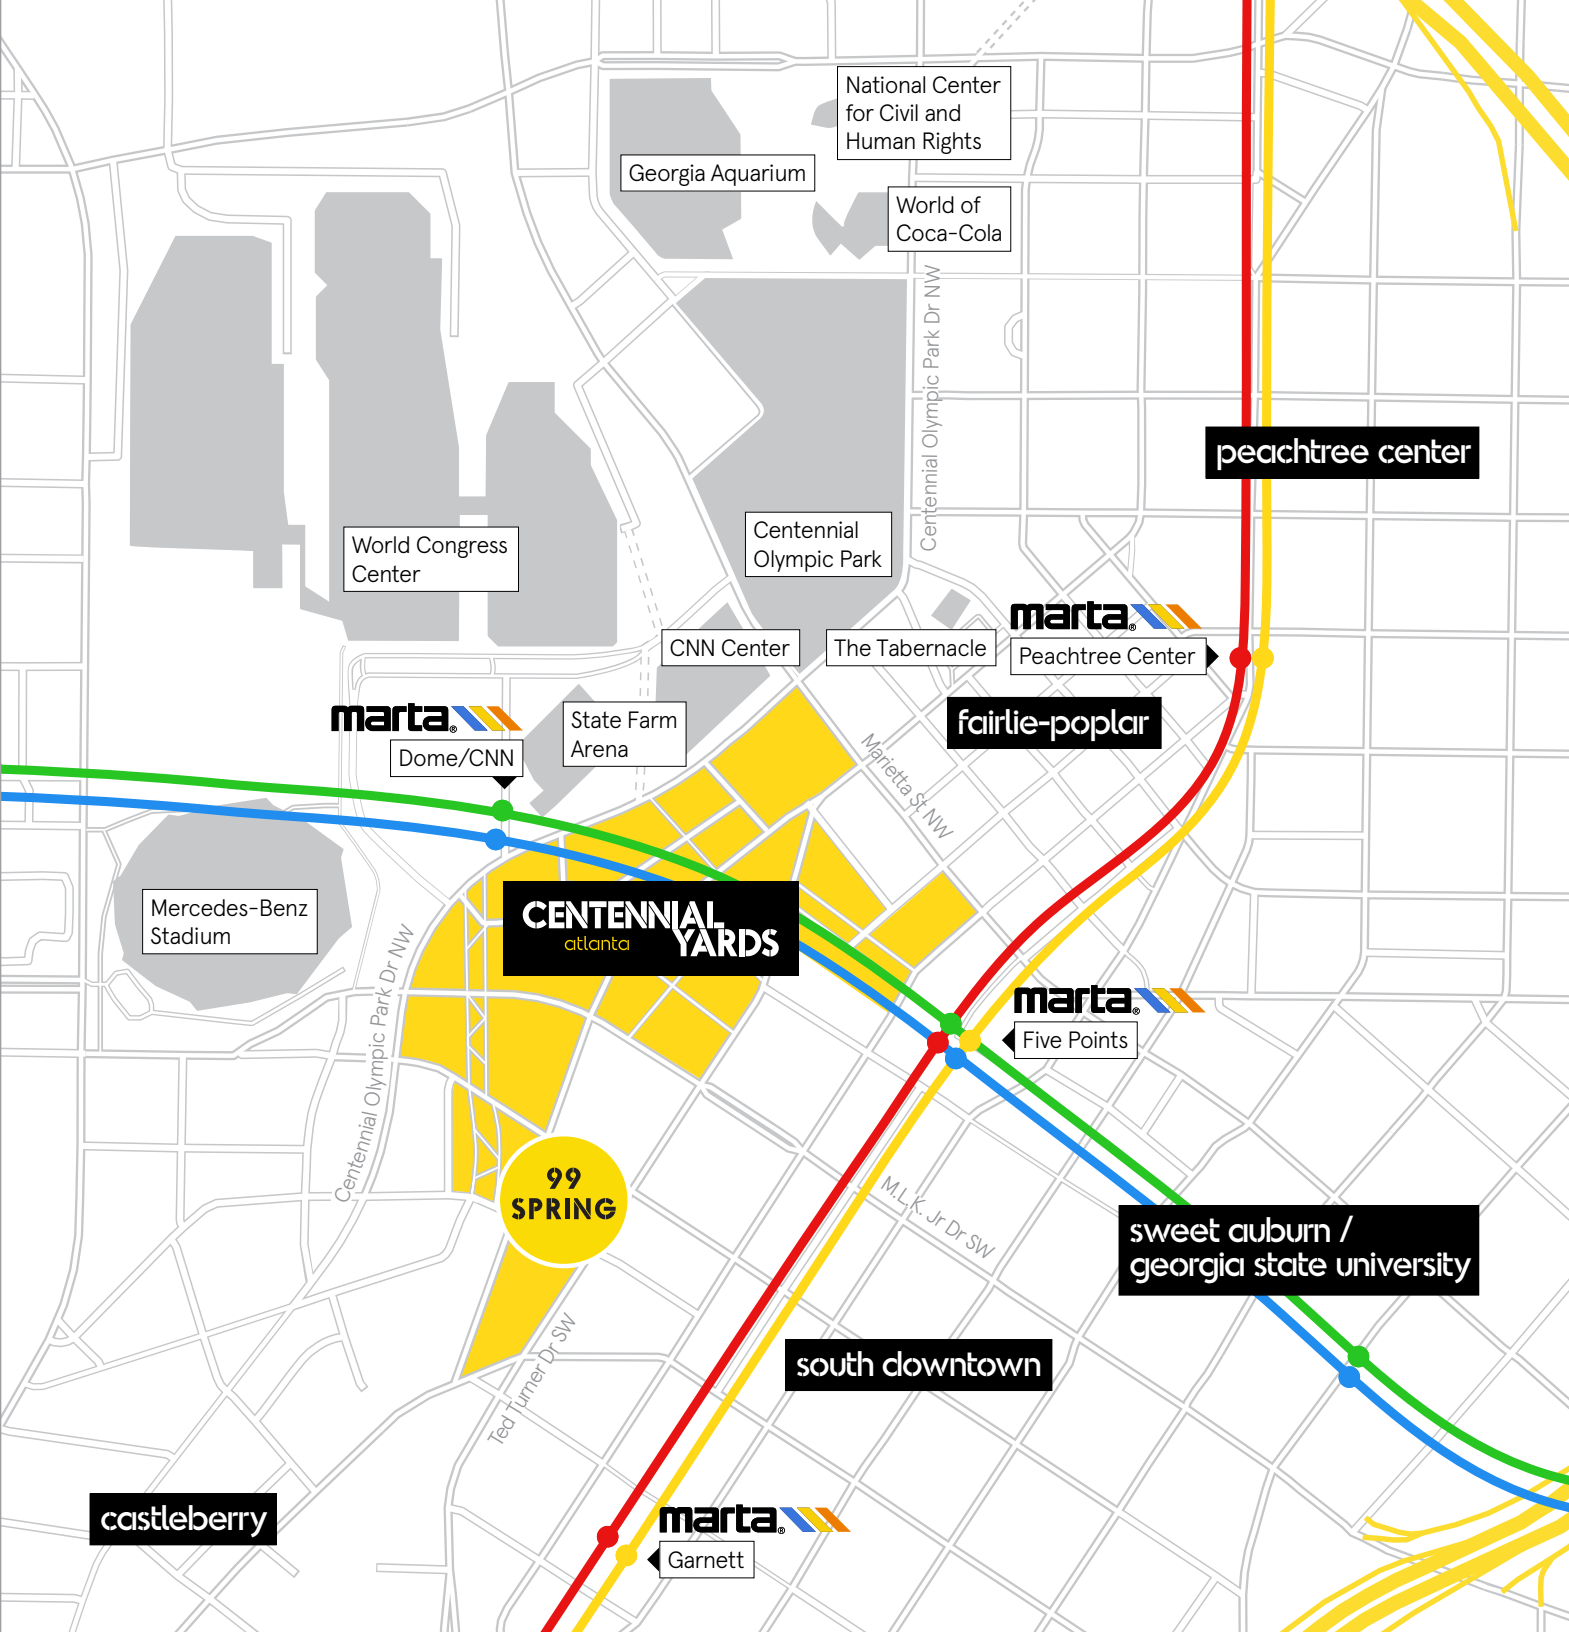 National Center
for Civil and
Human Rights
Georgia Aquarium
World of
Coca-Cola
Centennial Olympic Park Dr NW
peachtree center
Centennial
Olympic Park
World Congress
Center
marta®
Peachtree Center
CNN Center
The Tabernacle
fairlie-poplar
marta®
Dome/CNN
State Farm
Arena
Marietta St NW
Mercedes-Benz
Stadium
CENTENNIAL
atlanta YARDS
Centennial Olympic Park Dr NW
marta®
Five Points
99
SPRING
M.L.K. Jr Dr SW
sweet auburn /
georgia state university
south downtown
Ted Turner Dr SW
castleberry
marta®
Garnett